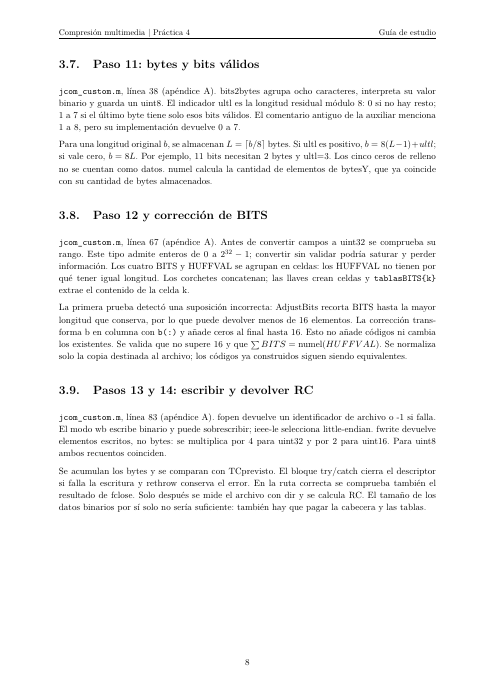 Compresión multimedia | Práctica 4 Guía de estudio
3.7. Paso 11: bytes y bits válidos
jcom_custom.m, línea 38 (apéndice A). bits2bytes agrupa ocho caracteres, interpreta su valor
binario y guarda un uint8. El indicador ultl es la longitud residual módulo 8: 0 si no hay resto;
1 a 7 si el último byte tiene solo esos bits válidos. El comentario antiguo de la auxiliar menciona
1 a 8, pero su implementación devuelve 0 a 7.
Para una longitud original b, se almacenan L = ⌈b/8⌉ bytes. Si ultl es positivo, b = 8(L−1)+ultl;
si vale cero, b = 8L. Por ejemplo, 11 bits necesitan 2 bytes y ultl=3. Los cinco ceros de relleno
no se cuentan como datos. numel calcula la cantidad de elementos de bytesY, que ya coincide
con su cantidad de bytes almacenados.
3.8. Paso 12 y corrección de BITS
jcom_custom.m, línea 67 (apéndice A). Antes de convertir campos a uint32 se comprueba su
rango. Este tipo admite enteros de 0 a 2³² − 1; convertir sin validar podría saturar y perder
información. Los cuatro BITS y HUFFVAL se agrupan en celdas: los HUFFVAL no tienen por
qué tener igual longitud. Los corchetes concatenan; las llaves crean celdas y tablasBITS{k}
extrae el contenido de la celda k.
La primera prueba detectó una suposición incorrecta: AdjustBits recorta BITS hasta la mayor
longitud que conserva, por lo que puede devolver menos de 16 elementos. La corrección trans-
forma b en columna con b(:) y añade ceros al final hasta 16. Esto no añade códigos ni cambia
los existentes. Se valida que no supere 16 y que ∑ BITS = numel(HUFFVAL). Se normaliza
solo la copia destinada al archivo; los códigos ya construidos siguen siendo equivalentes.
3.9. Pasos 13 y 14: escribir y devolver RC
jcom_custom.m, línea 83 (apéndice A). fopen devuelve un identificador de archivo o -1 si falla.
El modo wb escribe binario y puede sobrescribir; ieee-le selecciona little-endian. fwrite devuelve
elementos escritos, no bytes: se multiplica por 4 para uint32 y por 2 para uint16. Para uint8
ambos recuentos coinciden.
Se acumulan los bytes y se comparan con TCprevisto. El bloque try/catch cierra el descriptor
si falla la escritura y rethrow conserva el error. En la ruta correcta se comprueba también el
resultado de fclose. Solo después se mide el archivo con dir y se calcula RC. El tamaño de los
datos binarios por sí solo no sería suficiente: también hay que pagar la cabecera y las tablas.
8